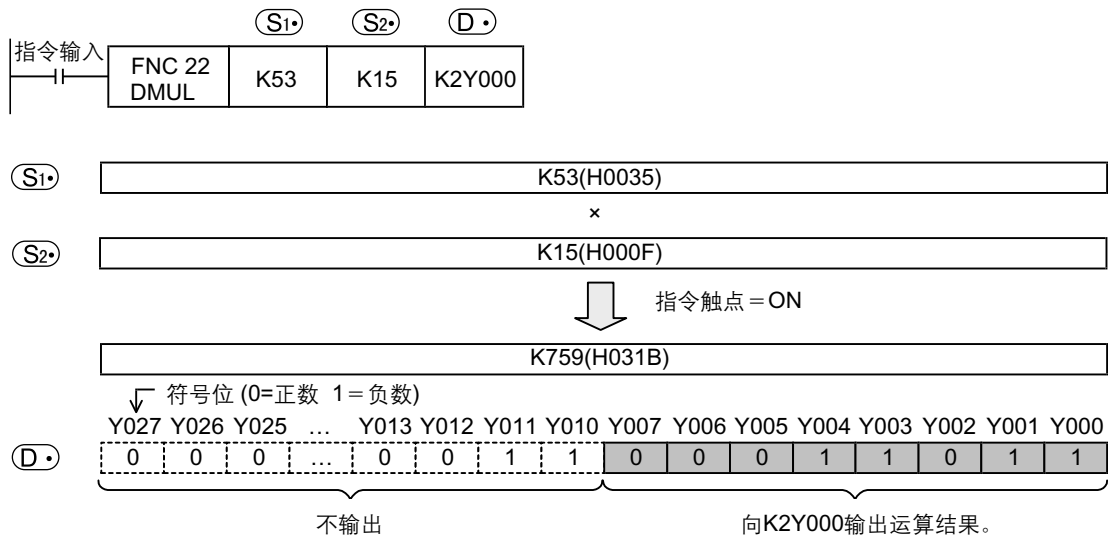 S1• S2• D•
指令输入
FNC 22
DMUL K53 K15 K2Y000
S1• K53(H0035)
×
S2• K15(H000F)
指令触点＝ON
K759(H031B)
符号位 (0=正数 1＝负数)
Y027 Y026 Y025 … Y013 Y012 Y011 Y010 Y007 Y006 Y005 Y004 Y003 Y002 Y001 Y000
D• 0 0 0 … 0 0 1 1 0 0 0 1 1 0 1 1
不输出 向K2Y000输出运算结果。